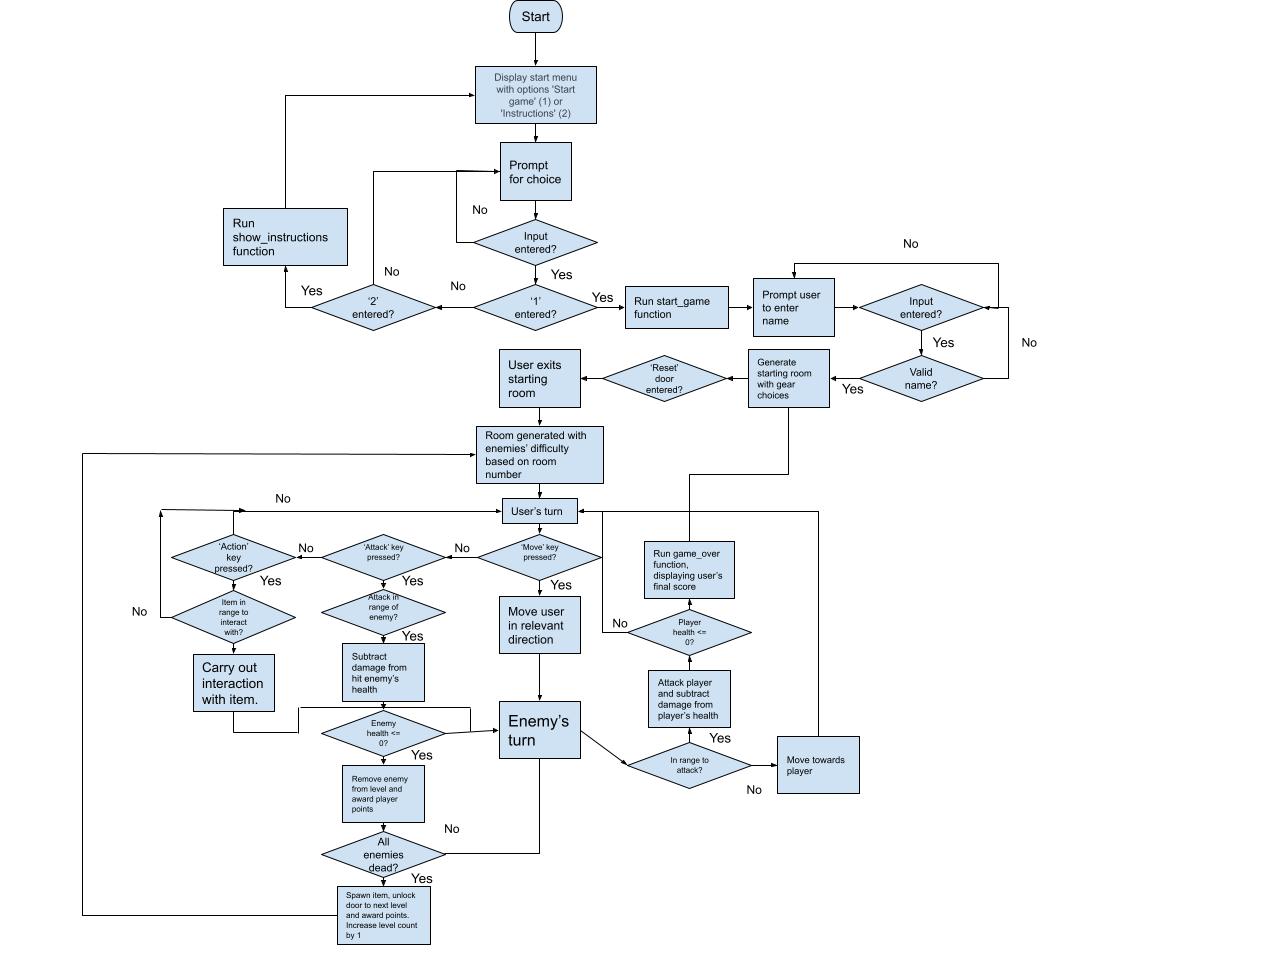 Start
Display start menu
with options 'Start
game' (1) or
'Instructions' (2)
Prompt
for choice
No
Run
show_instructions
function
Input
entered?
No
No
Yes
No
Yes
‘2’
entered?
‘1’
entered?
Yes
Run start_game
function
Prompt user
to enter
name
Input
entered?
Yes
No
User exits
starting
room
‘Reset’
door
entered?
Generate
starting room
with gear
choices
Yes
Valid
name?
Room generated with
enemies’ difficulty
based on room
number
No
User’s turn
‘Action’
key
pressed?
No
‘Attack’ key
pressed?
No
‘Move’ key
pressed?
Run game_over
function,
displaying user’s
final score
Yes
Yes
Yes
No
Item in
range to
interact
with?
Attack in
range of
enemy?
Yes
Move user
in relevant
direction
No
Player
health <=
0?
Carry out
interaction
with item.
Subtract
damage from
hit enemy’s
health
Attack player
and subtract
damage from
player’s health
Enemy
health <=
0?
Yes
Enemy’s
turn
Yes
In range to
attack?
No
Move towards
player
Remove enemy
from level and
award player
points
No
All
enemies
dead?
Yes
Spawn item, unlock
door to next level
and award points.
Increase level count
by 1